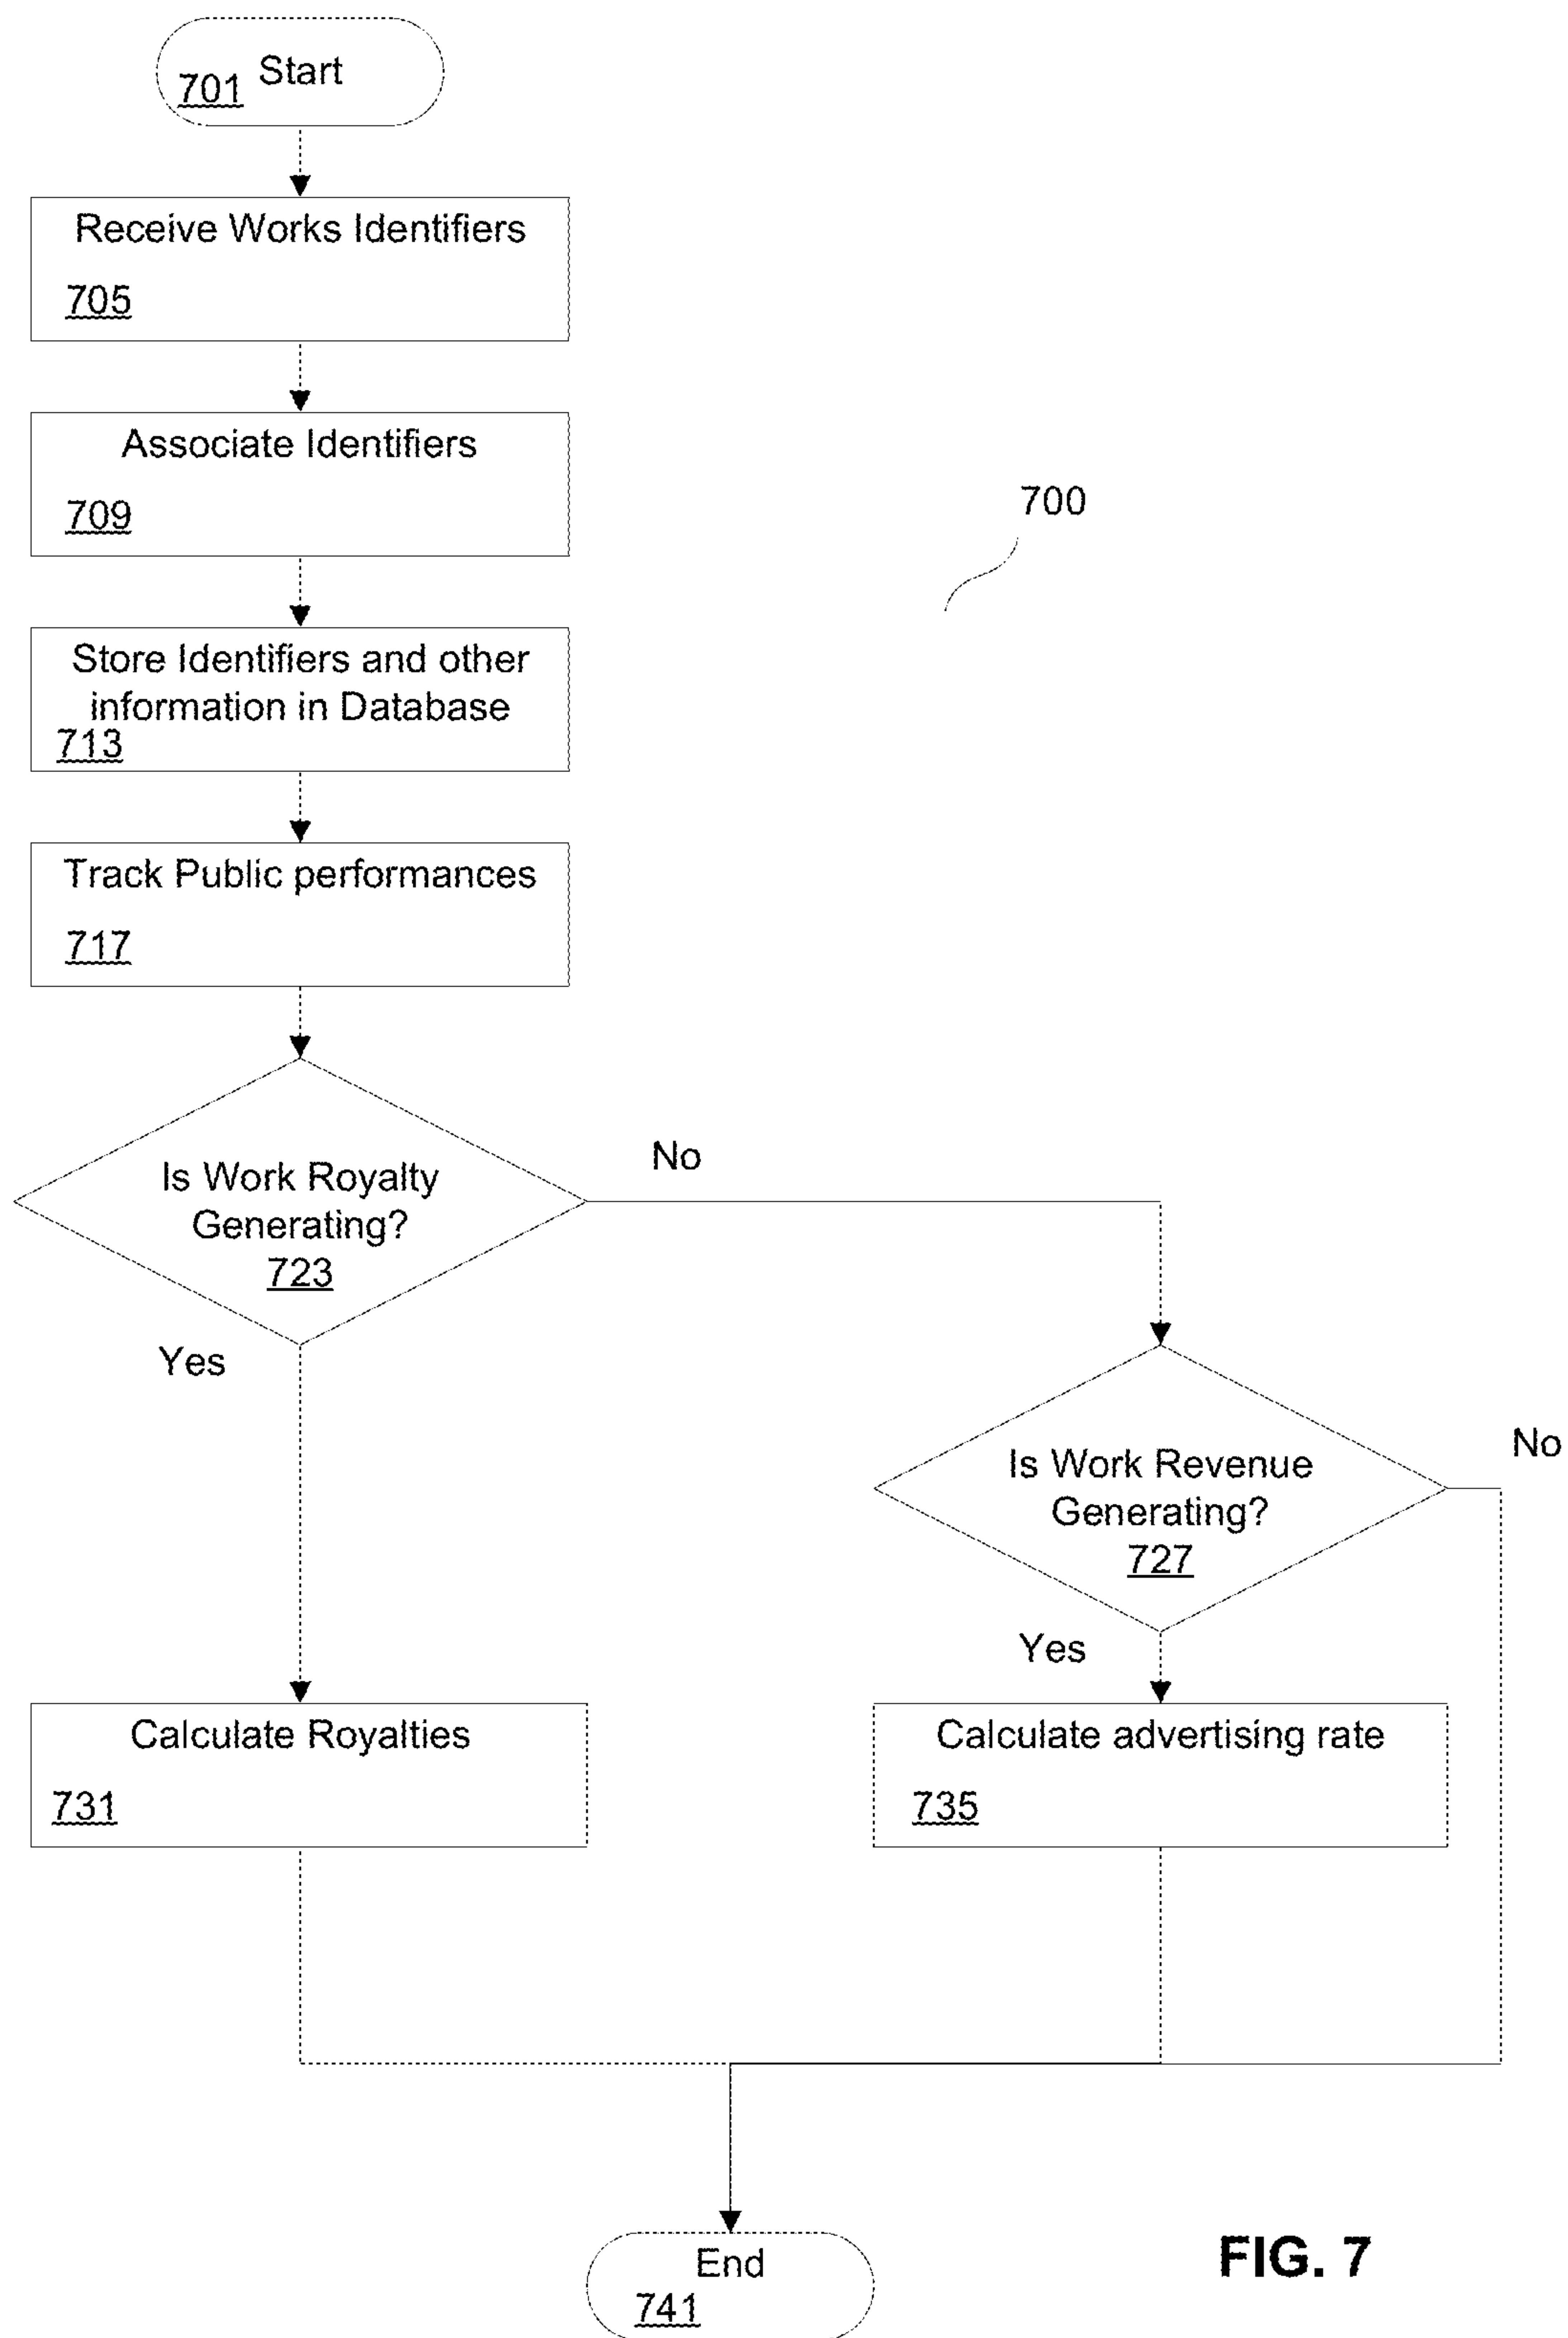 Start
701
Receive Works Identifiers
705
Associate Identifiers
709
700
Store Identifiers and other
information in Database
713
Track Public performances
717
Is Work Royalty
Generating?
723
No
Yes
Is Work Revenue
Generating?
727
No
Yes
Calculate Royalties
731
Calculate advertising rate
735
End
741
FIG. 7